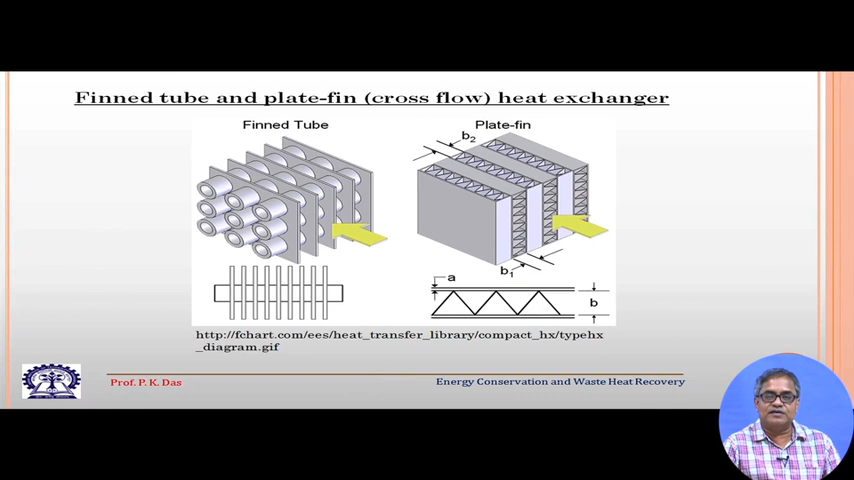 Finned tube and plate-fin (cross flow) heat exchanger
Finned Tube
Plate-fin
b2
b1
a
b
http://fchart.com/ees/heat_transfer_library/compact_hx/typehx
_diagram.gif
Prof. P. K. Das
Energy Conservation and Waste Heat Recovery